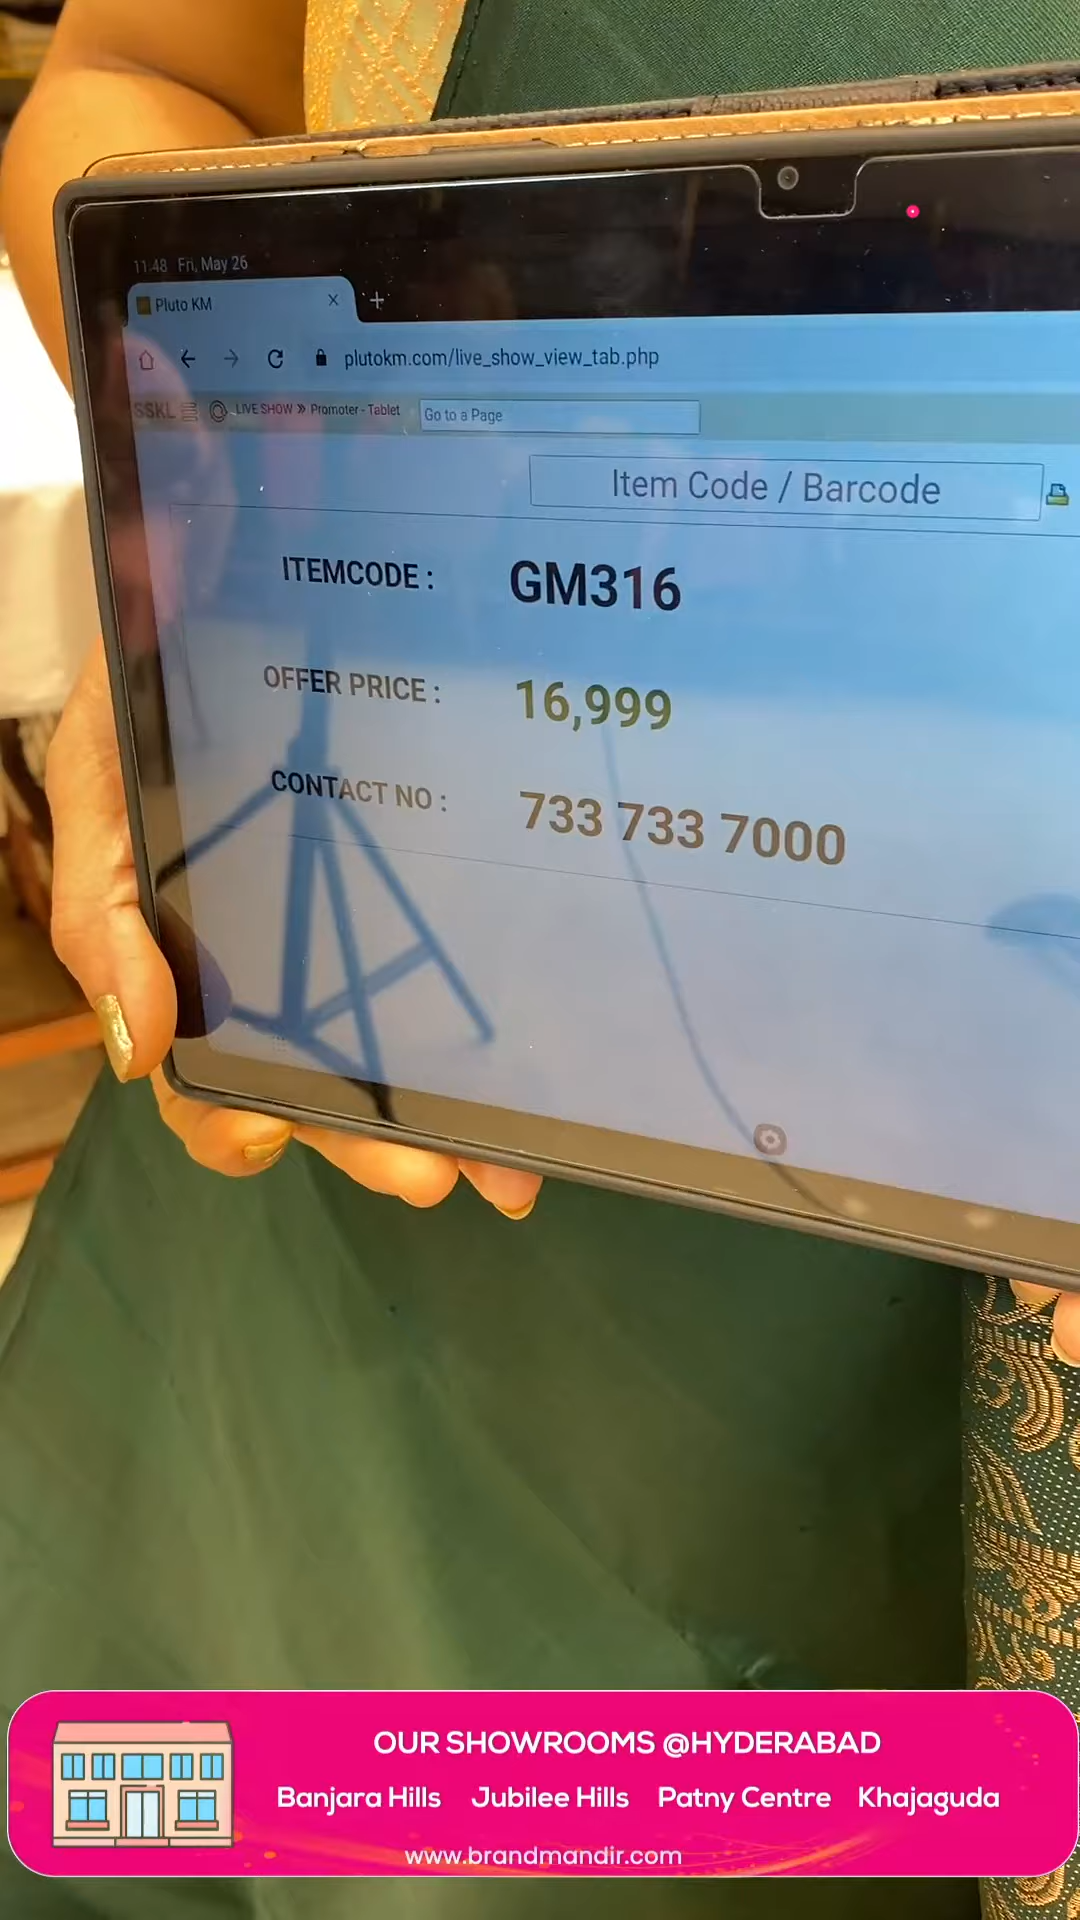 11:48 Fri, May 26
Pluto KM
plutokm.com/live_show_view_tab.php
SSKL LIVE SHOW » Promoter - Tablet Go to a Page
Item Code / Barcode
ITEMCODE : GM316
OFFER PRICE : 16,999
CONTACT NO : 733 733 7000
OUR SHOWROOMS @HYDERABAD
Banjara Hills Jubilee Hills Patny Centre Khajaguda
www.brandmandir.com